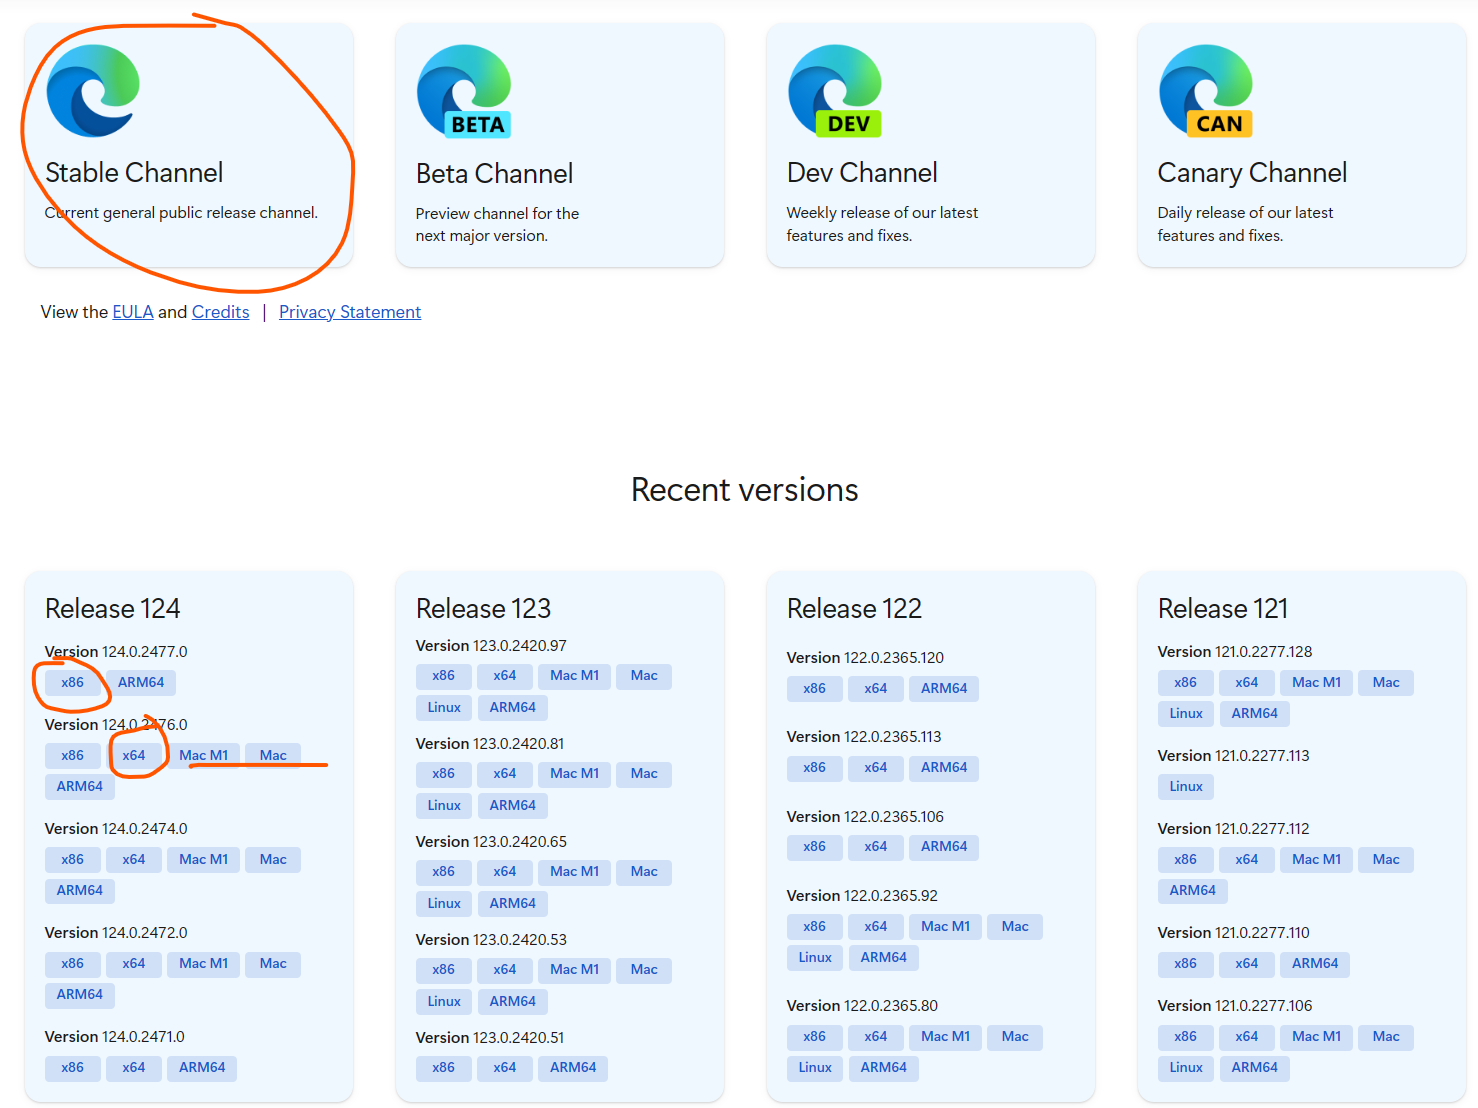 BETA
DEV
CAN
Stable Channel
Current general public release channel.
Beta Channel
Preview channel for the
next major version.
Dev Channel
Weekly release of our latest
features and fixes.
Canary Channel
Daily release of our latest
features and fixes.
View the EULA and Credits | Privacy Statement
Recent versions
Release 124
Version 124.0.2477.0
x86 ARM64
Version 124.0.2476.0
x86 x64 Mac M1 Mac
ARM64
Version 124.0.2474.0
x86 x64 Mac M1 Mac
ARM64
Version 124.0.2472.0
x86 x64 Mac M1 Mac
ARM64
Version 124.0.2471.0
x86 x64 ARM64
Release 123
Version 123.0.2420.97
x86 x64 Mac M1 Mac
Linux ARM64
Version 123.0.2420.81
x86 x64 Mac M1 Mac
Linux ARM64
Version 123.0.2420.65
x86 x64 Mac M1 Mac
Linux ARM64
Version 123.0.2420.53
x86 x64 Mac M1 Mac
Linux ARM64
Version 123.0.2420.51
x86 x64 ARM64
Release 122
Version 122.0.2365.120
x86 x64 ARM64
Version 122.0.2365.113
x86 x64 ARM64
Version 122.0.2365.106
x86 x64 ARM64
Version 122.0.2365.92
x86 x64 Mac M1 Mac
Linux ARM64
Version 122.0.2365.80
x86 x64 Mac M1 Mac
Linux ARM64
Release 121
Version 121.0.2277.128
x86 x64 Mac M1 Mac
Linux ARM64
Version 121.0.2277.113
Linux
Version 121.0.2277.112
x86 x64 Mac M1 Mac
ARM64
Version 121.0.2277.110
x86 x64 ARM64
Version 121.0.2277.106
x86 x64 Mac M1 Mac
Linux ARM64